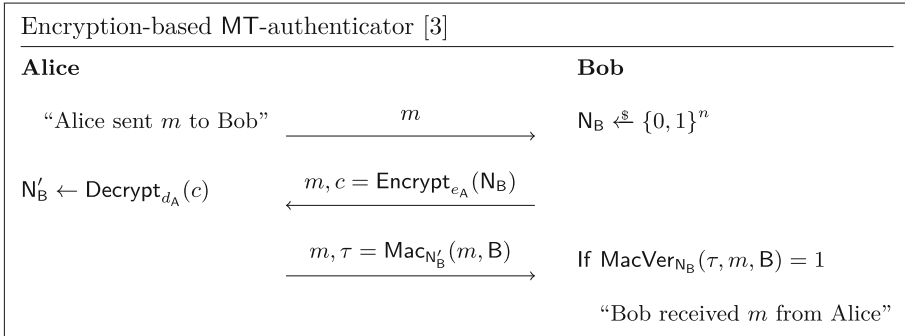 Encryption-based MT-authenticator [3]
Alice Bob
“Alice sent m to Bob” m N_B ←$ {0, 1}^n
N′_B ← Decrypt_{d_A}(c) m, c = Encrypt_{e_A}(N_B)
m, τ = Mac_{N′_B}(m, B) If MacVer_{N_B}(τ, m, B) = 1
“Bob received m from Alice”